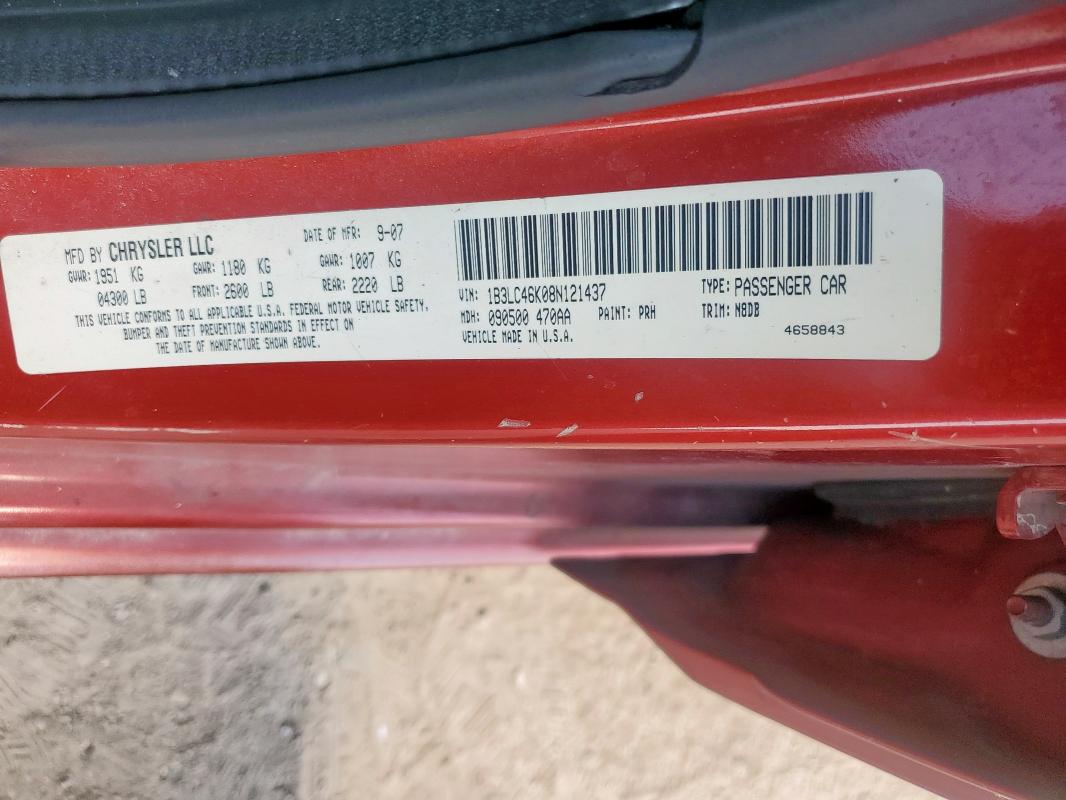 MFD BY CHRYSLER LLC DATE OF MFR: 9-07
GVWR: 1951 KG GAWR: 1180 KG GAWR: 1007 KG
04300 LB FRONT: 2600 LB REAR: 2220 LB
THIS VEHICLE CONFORMS TO ALL APPLICABLE U.S.A. FEDERAL MOTOR VEHICLE SAFETY,
BUMPER AND THEFT PREVENTION STANDARDS IN EFFECT ON
THE DATE OF MANUFACTURE SHOWN ABOVE.
VIN: 1B3LC46K08N121437 TYPE: PASSENGER CAR
MDH: 090500 470AA PAINT: PRH TRIM: N8DB
VEHICLE MADE IN U.S.A. 4658843